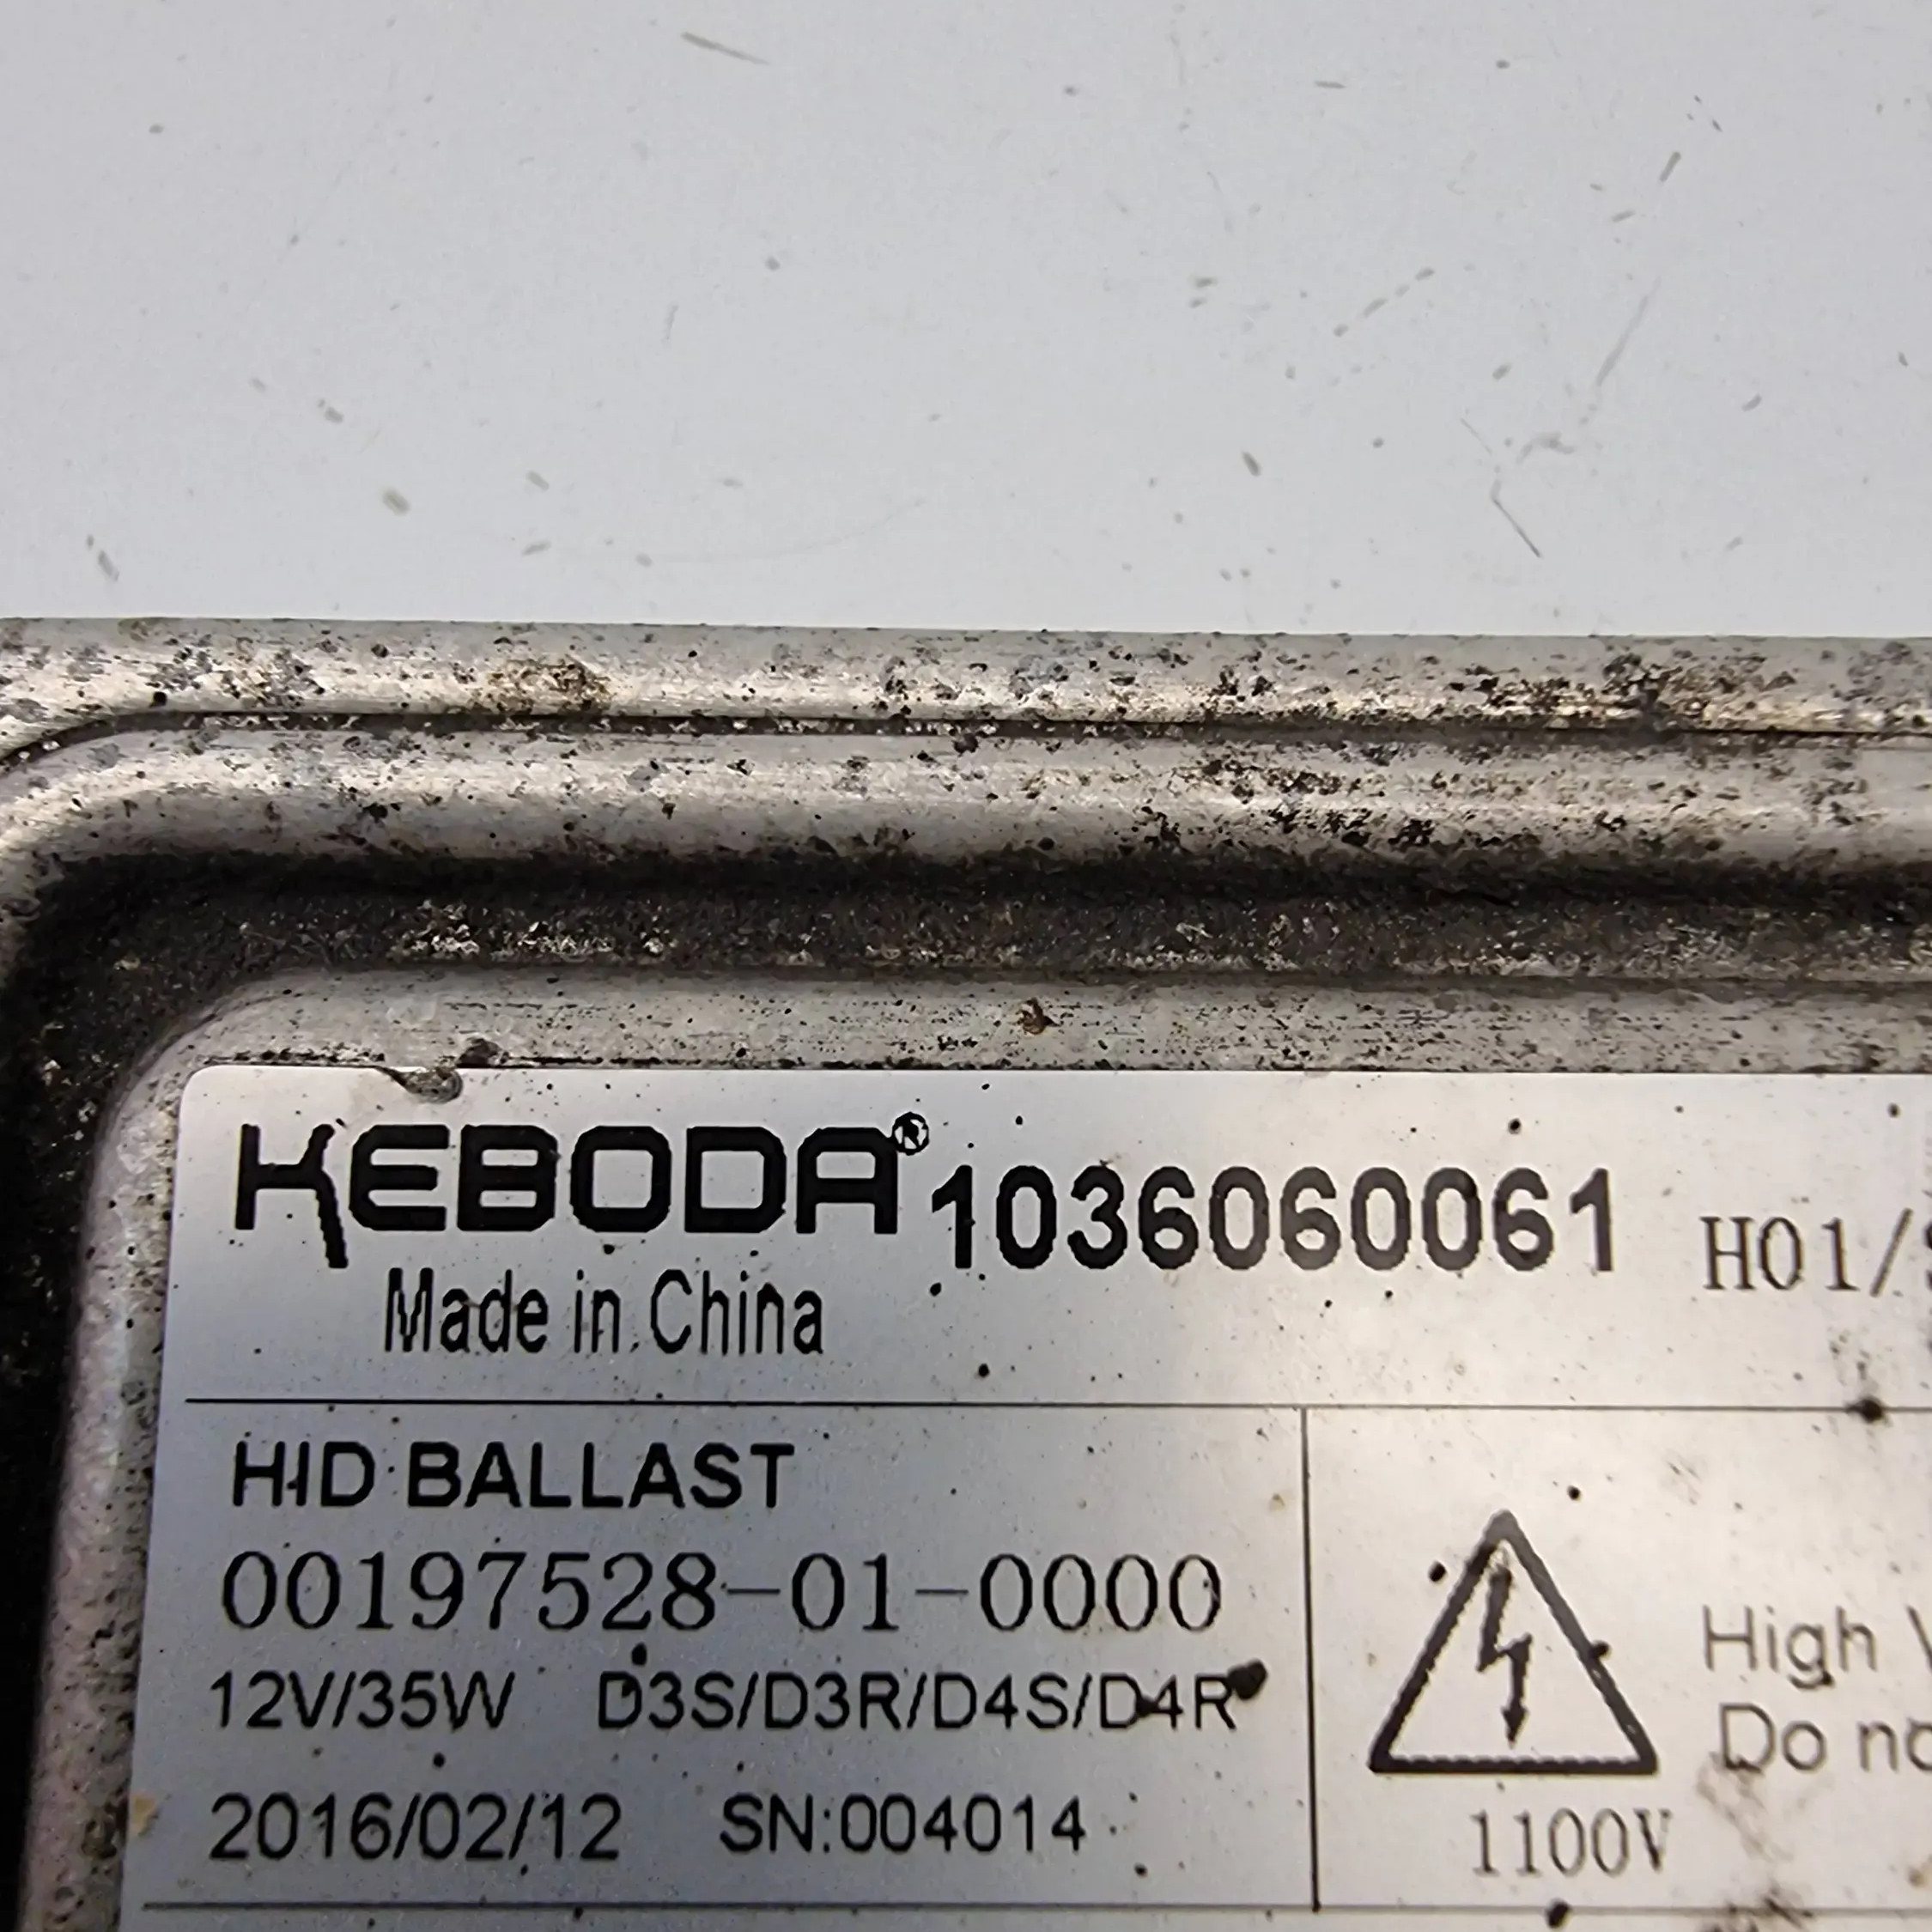 KEBODA® 1036060061 H01/
Made in China
HID BALLAST
00197528-01-0000
12V/35W D3S/D3R/D4S/D4R
2016/02/12 SN:004014
High
Do
1100V